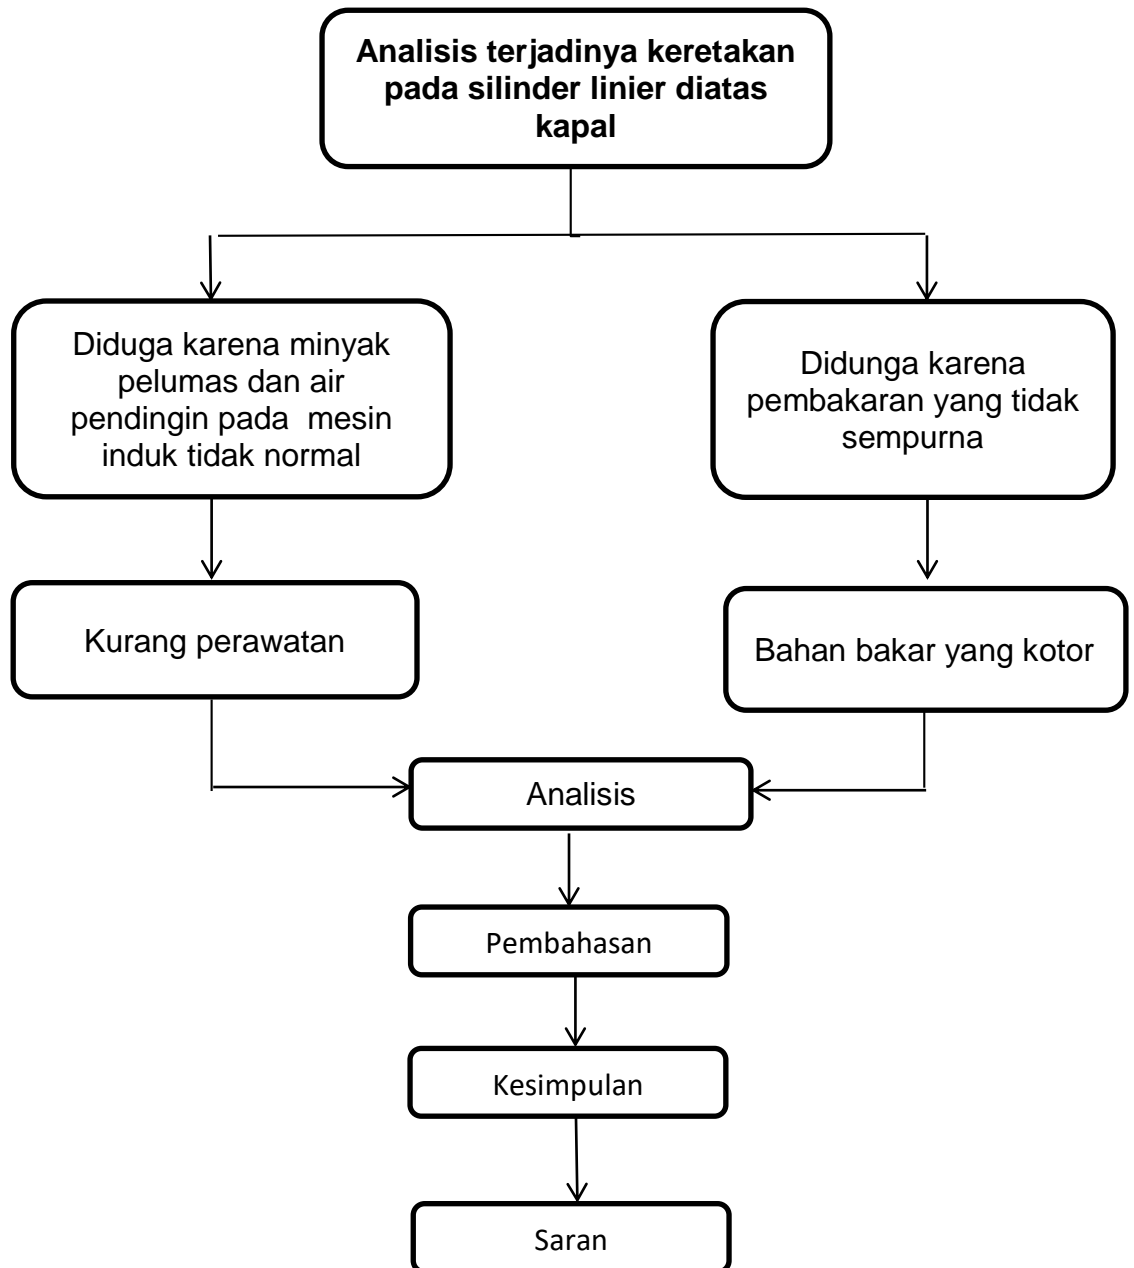 Analisis terjadinya keretakan
pada silinder linier diatas
kapal
Diduga karena minyak
pelumas dan air
pendingin pada  mesin
induk tidak normal
Didunga karena
pembakaran yang tidak
sempurna
Kurang perawatan
Bahan bakar yang kotor
Analisis
Pembahasan
Kesimpulan
Saran